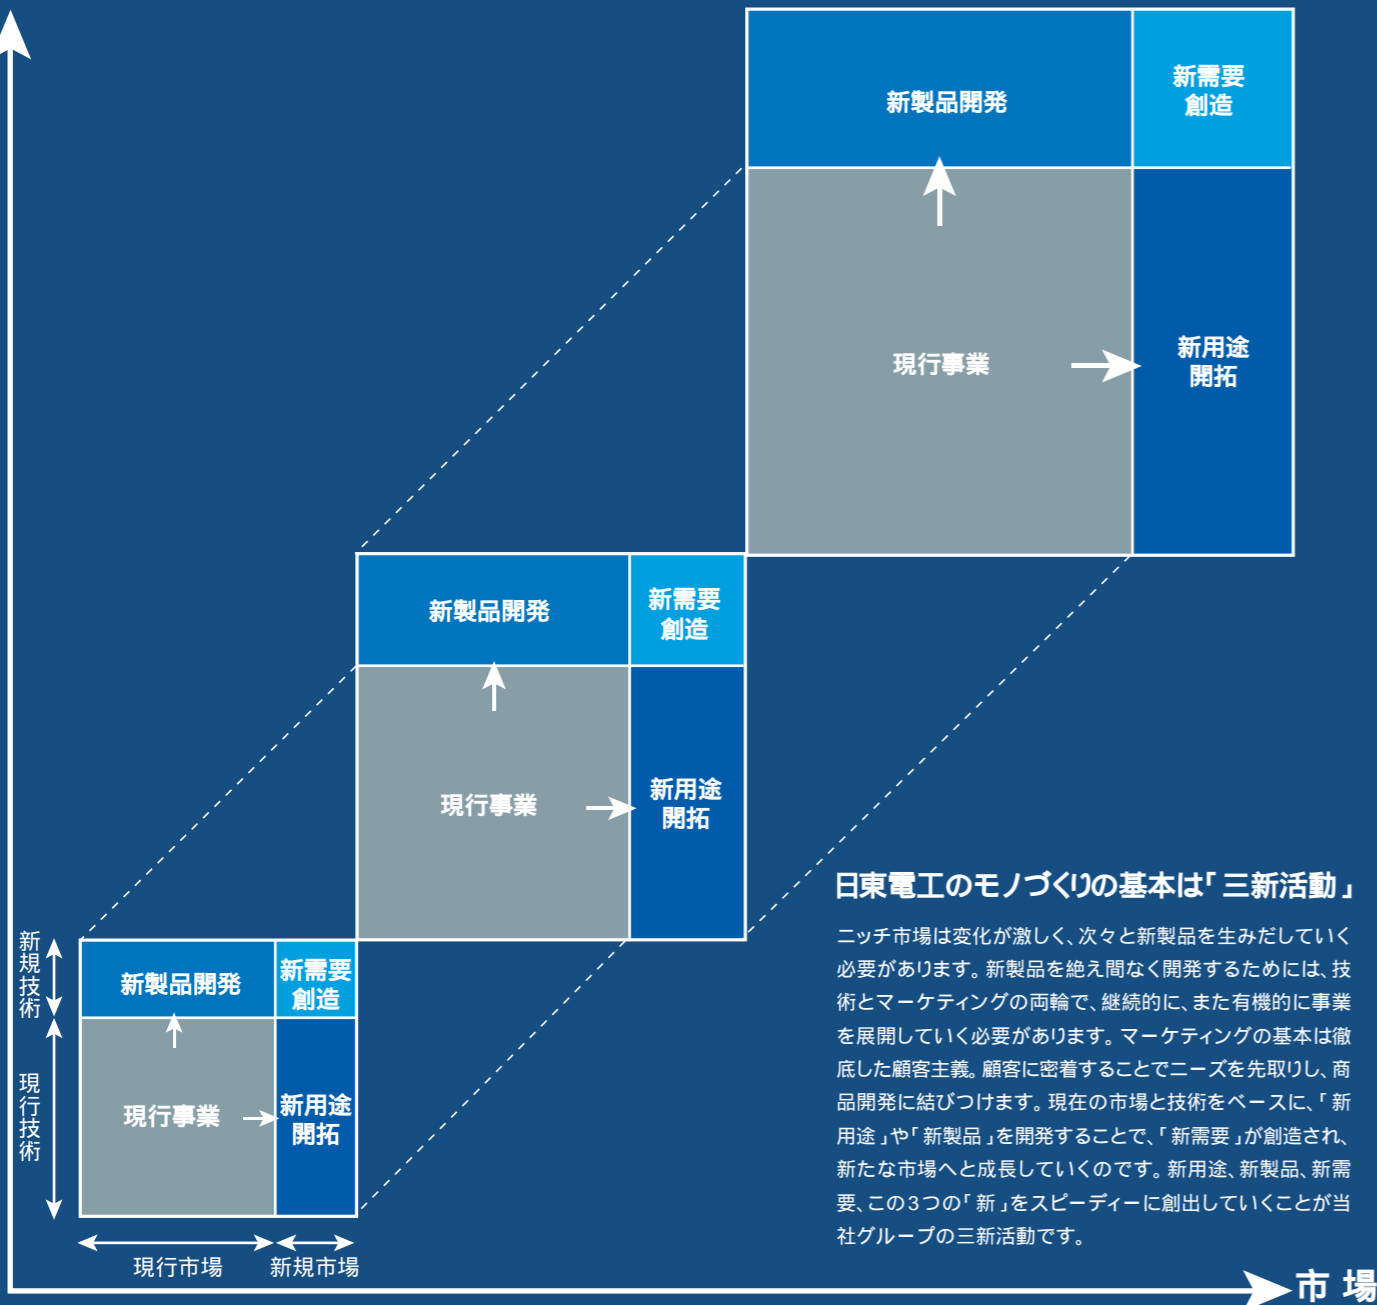 新製品開発
新需要
創造
現行事業
新用途
開拓
新製品開発
新需要
創造
現行事業
新用途
開拓
新規技術
新製品開発
新需要
創造
現行技術
現行事業
新用途
開拓
現行市場
新規市場
日東電工のモノづくりの基本は「三新活動」
ニッチ市場は変化が激しく、次々と新製品を生みだしていく
必要があります。新製品を絶え間なく開発するためには、技
術とマーケティングの両輪で、継続的に、また有機的に事業
を展開していく必要があります。マーケティングの基本は徹
底した顧客主義。顧客に密着することでニーズを先取りし、商
品開発に結びつけます。現在の市場と技術をベースに、「新
用途」や「新製品」を開発することで、「新需要」が創造され、
新たな市場へと成長していくのです。新用途、新製品、新需
要、この3つの「新」をスピーディーに創出していくことが当
社グループの三新活動です。
市場